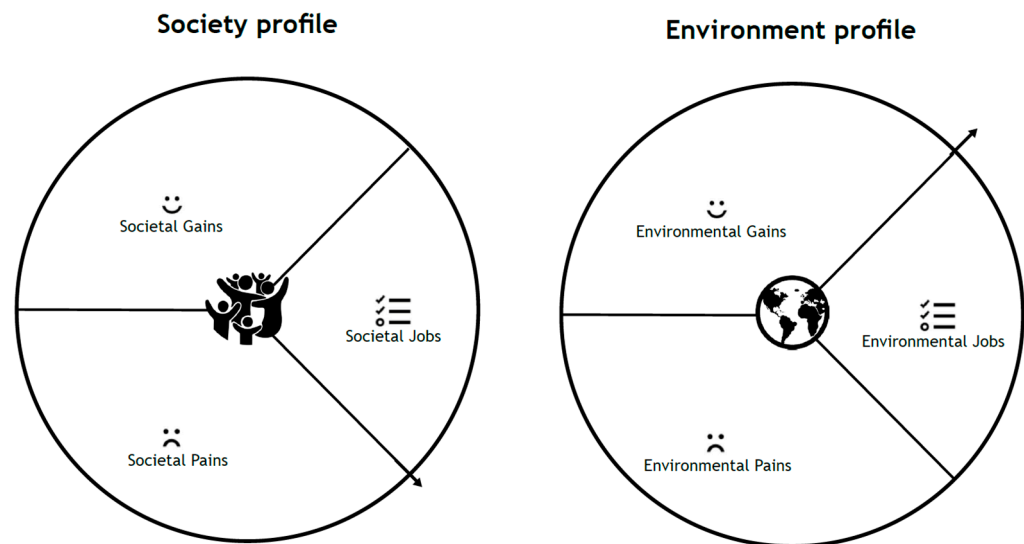 Society profile
Environment profile
Societal Gains
Environmental Gains
Societal Jobs
Environmental Jobs
Societal Pains
Environmental Pains